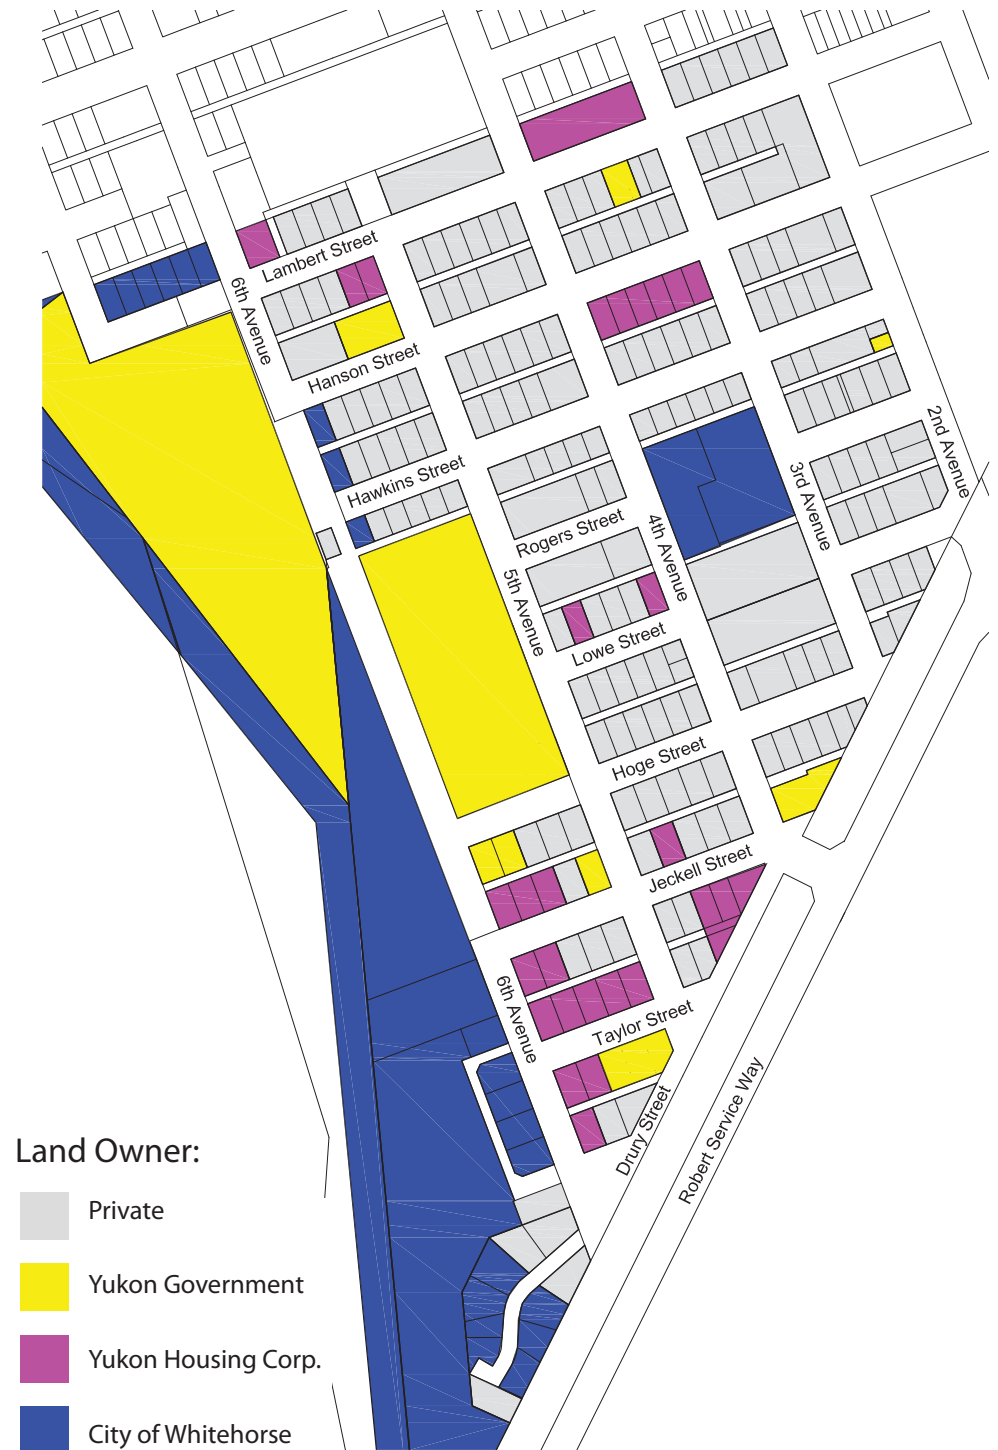 Lambert Street
6th Avenue
Hanson Street
2nd Avenue
Hawkins Street
3rd Avenue
Rogers Street
4th Avenue
5th Avenue
Lowe Street
Hoge Street
Jeckell Street
6th Avenue
Taylor Street
Drury Street
Robert Service Way
Land Owner:
Private
Yukon Government
Yukon Housing Corp.
City of Whitehorse